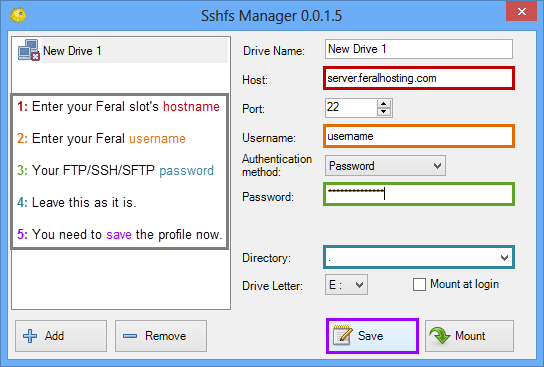 Sshfs Manager 0.0.1.5
New Drive 1
1: Enter your Feral slot's hostname
2: Enter your Feral username
3: Your FTP/SSH/SFTP password
4: Leave this as it is.
5: You need to save the profile now.
Drive Name: New Drive 1
Host: server.feralhosting.com
Port: 22
Username: username
Authentication
method: Password
Password: ***************
Directory: .
Drive Letter: E : Mount at login
Add Remove Save Mount